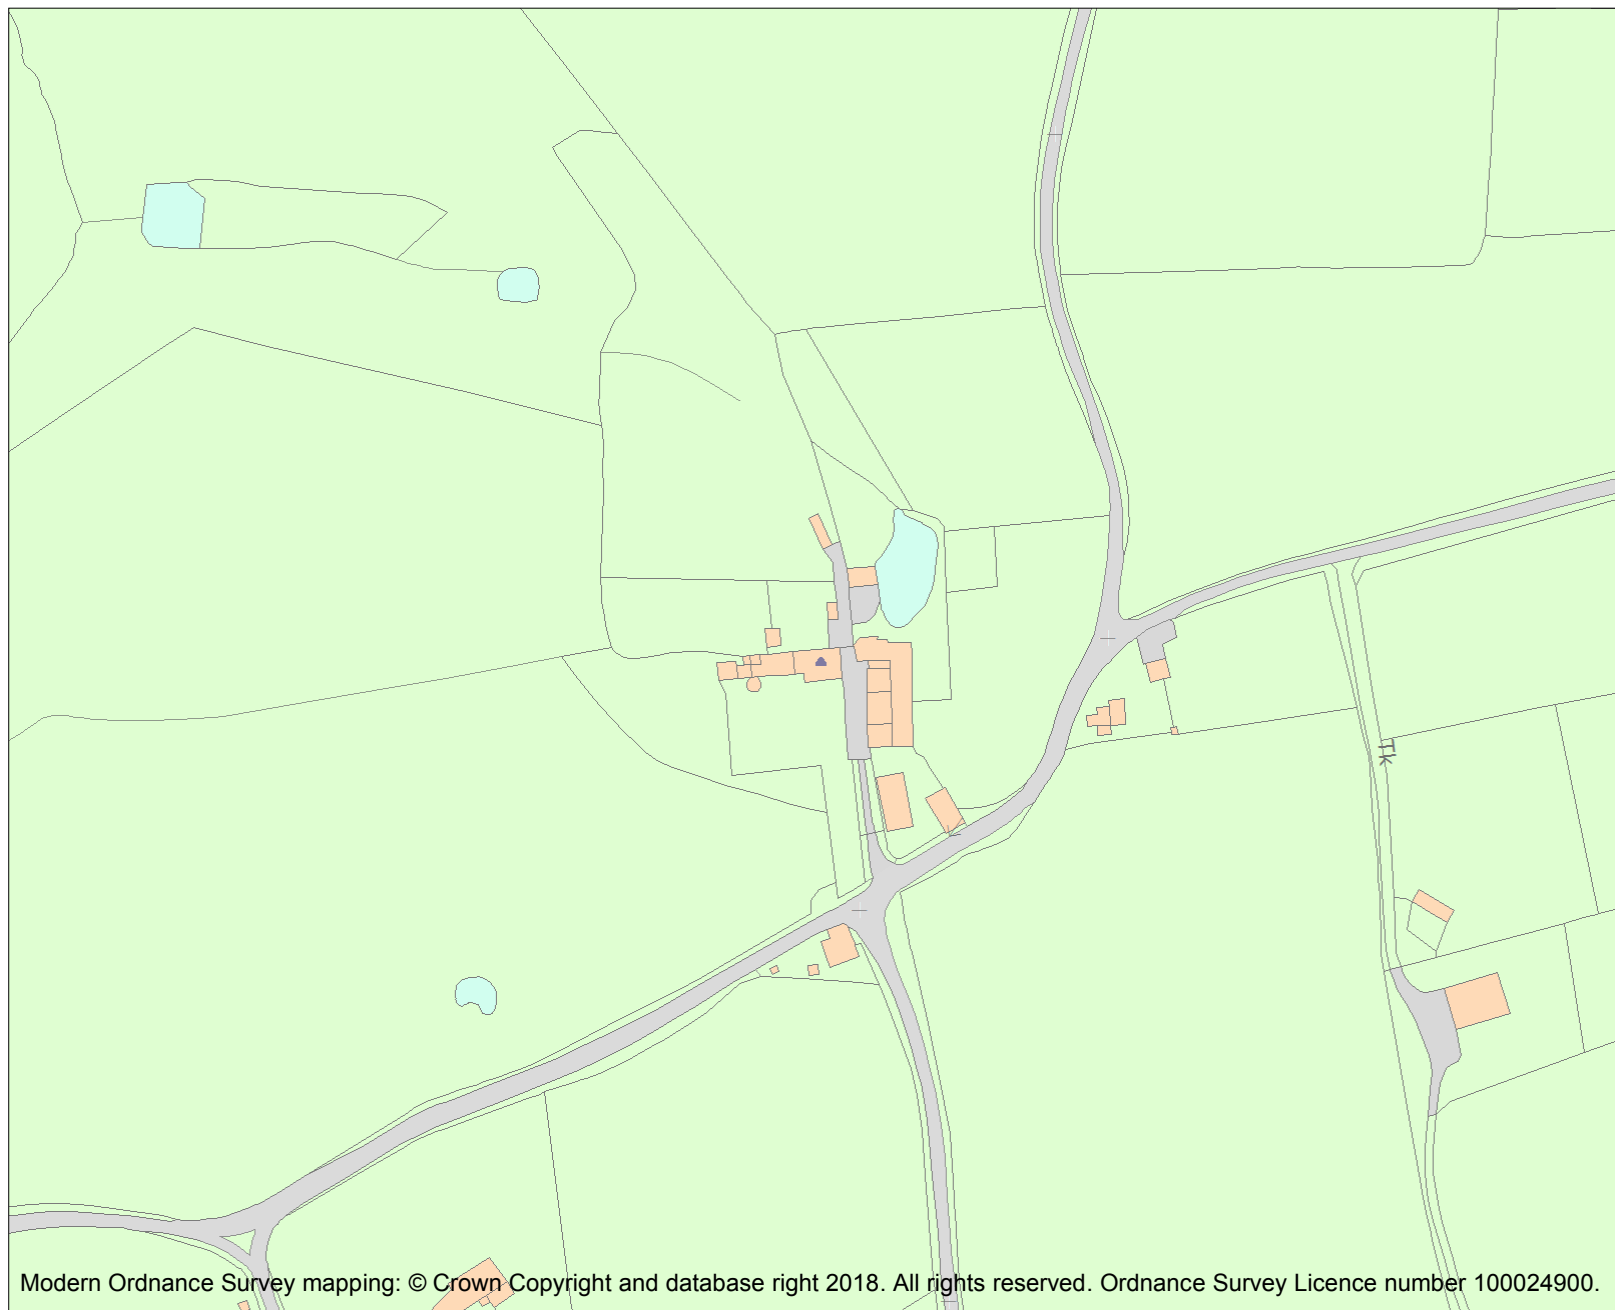 Tk
Modern Ordnance Survey mapping: © Crown Copyright and database right 2018. All rights reserved. Ordnance Survey Licence number 100024900.